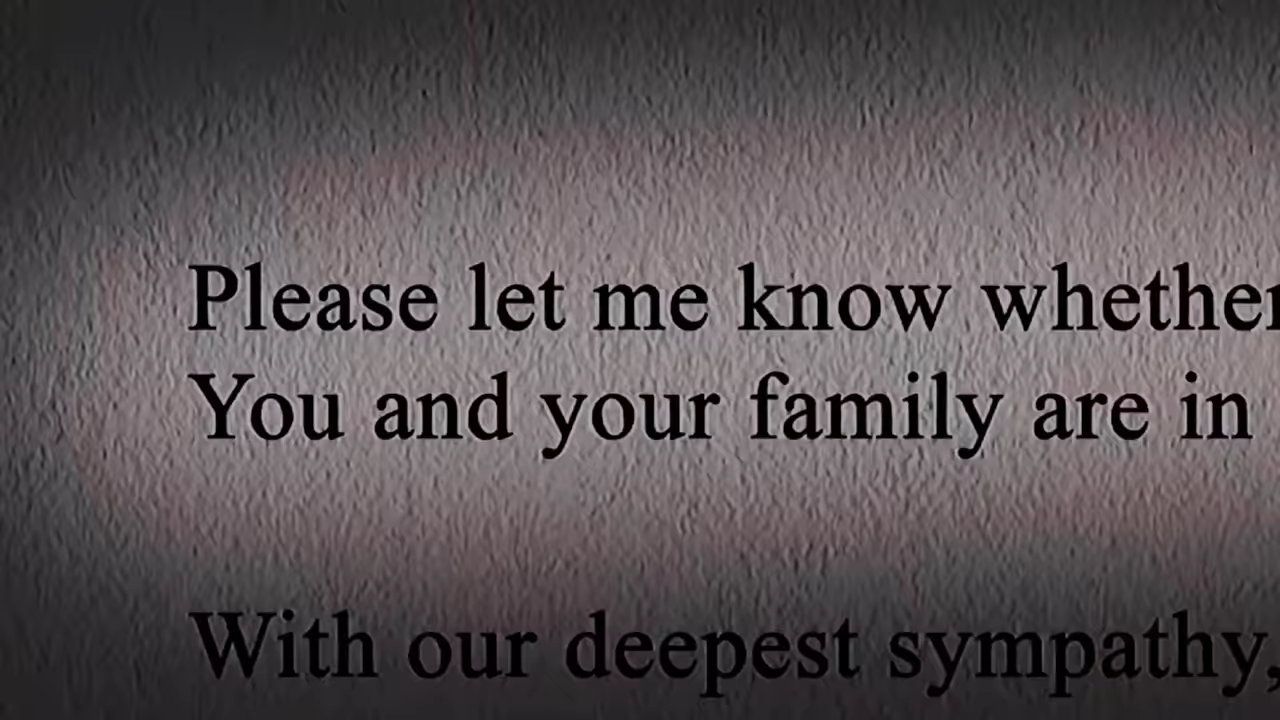 Please let me know whether
You and your family are in
With our deepest sympathy,